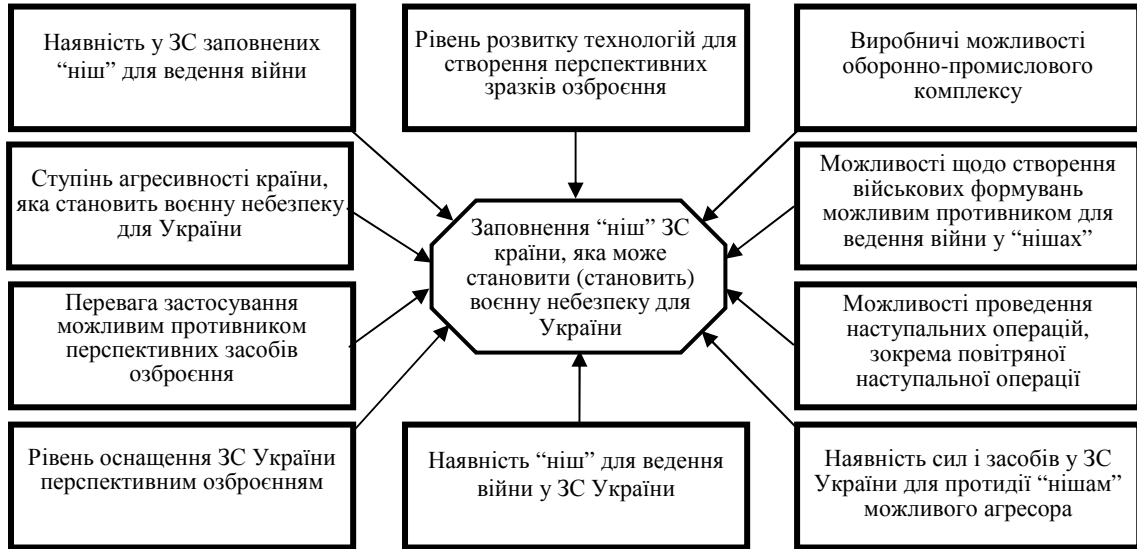 Наявність у ЗС заповнених
“ніш” для ведення війни
Рівень розвитку технологій для
створення перспективних
зразків озброєння
Виробничі можливості
оборонно-промислового
комплексу
Ступінь агресивності країни,
яка становить воєнну небезпеку
для України
Можливості щодо створення
військових формувань
можливим противником для
ведення війни у “нішах”
Заповнення “ніш” ЗС
країни, яка може
становити (становить)
воєнну небезпеку для
України
Перевага застосування
можливим противником
перспективних засобів
озброєння
Можливості проведення
наступальних операцій,
зокрема повітряної
наступальної операції
Рівень оснащення ЗС України
перспективним озброєнням
Наявність “ніш” для ведення
війни у ЗС України
Наявність сил і засобів у ЗС
України для протидії “нішам”
можливого агресора